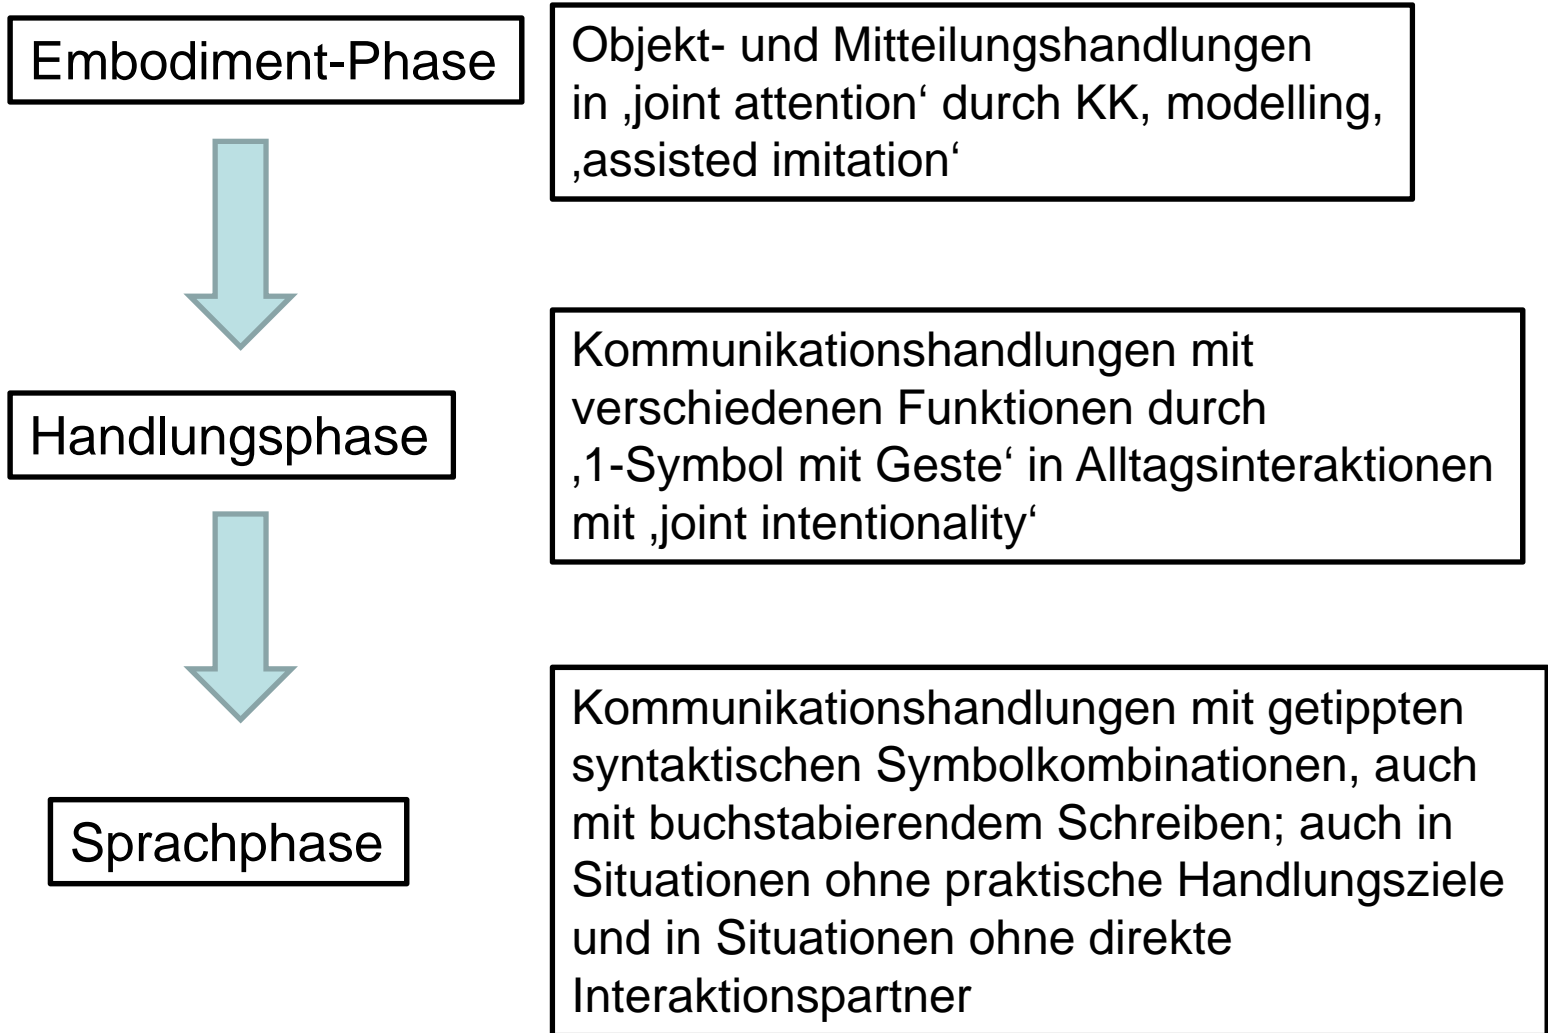 Embodiment-Phase
Objekt- und Mitteilungshandlungen
in ‚joint attention‘ durch KK, modelling,
‚assisted imitation‘
Handlungsphase
Kommunikationshandlungen mit
verschiedenen Funktionen durch
‚1-Symbol mit Geste‘ in Alltagsinteraktionen
mit ‚joint intentionality‘
Sprachphase
Kommunikationshandlungen mit getippten
syntaktischen Symbolkombinationen, auch
mit buchstabierendem Schreiben; auch in
Situationen ohne praktische Handlungsziele
und in Situationen ohne direkte
Interaktionspartner